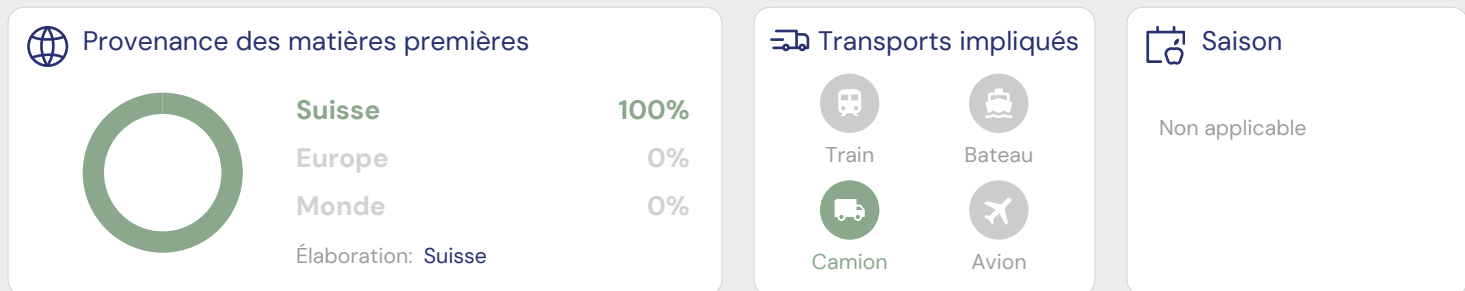 Provenance des matières premières
Suisse 100%
Europe 0%
Monde 0%
Élaboration: Suisse
Transports impliqués
Train Bateau
Camion Avion
Saison
Non applicable